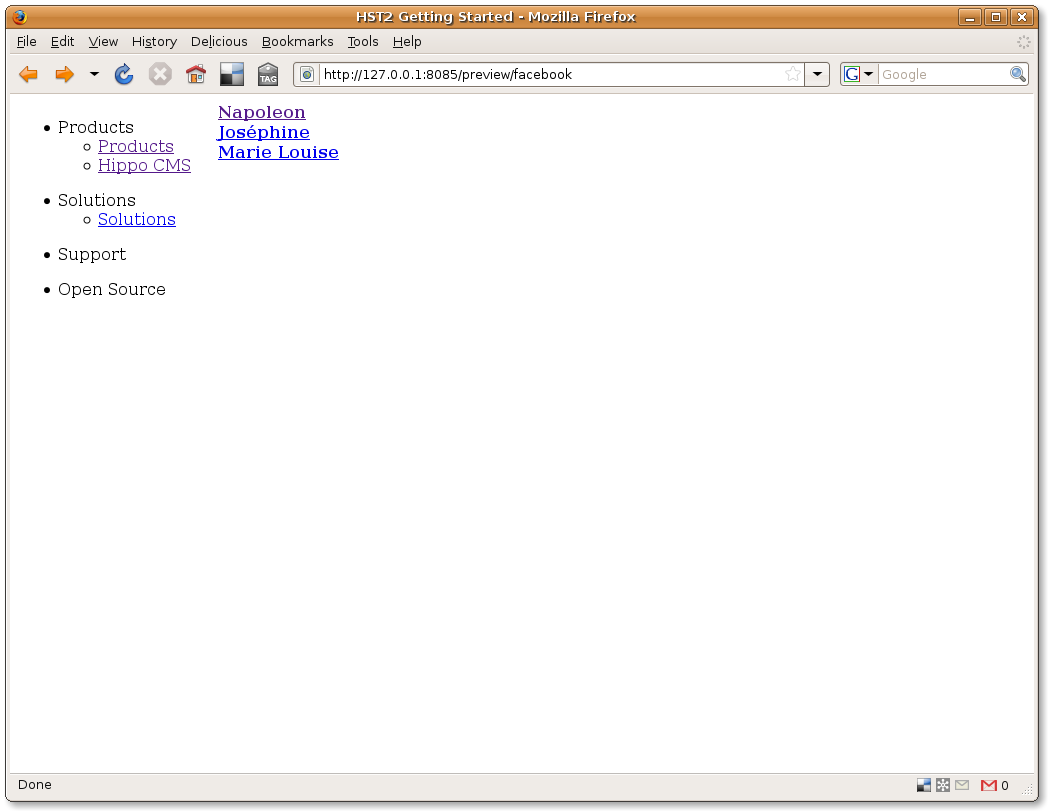 HST2 Getting Started - Mozilla Firefox
File Edit View History Delicious Bookmarks Tools Help
TAG http://127.0.0.1:8085/preview/facebook G Google
Products
Products
Hippo CMS
Solutions
Solutions
Support
Open Source
Napoleon
Joséphine
Marie Louise
Done 0